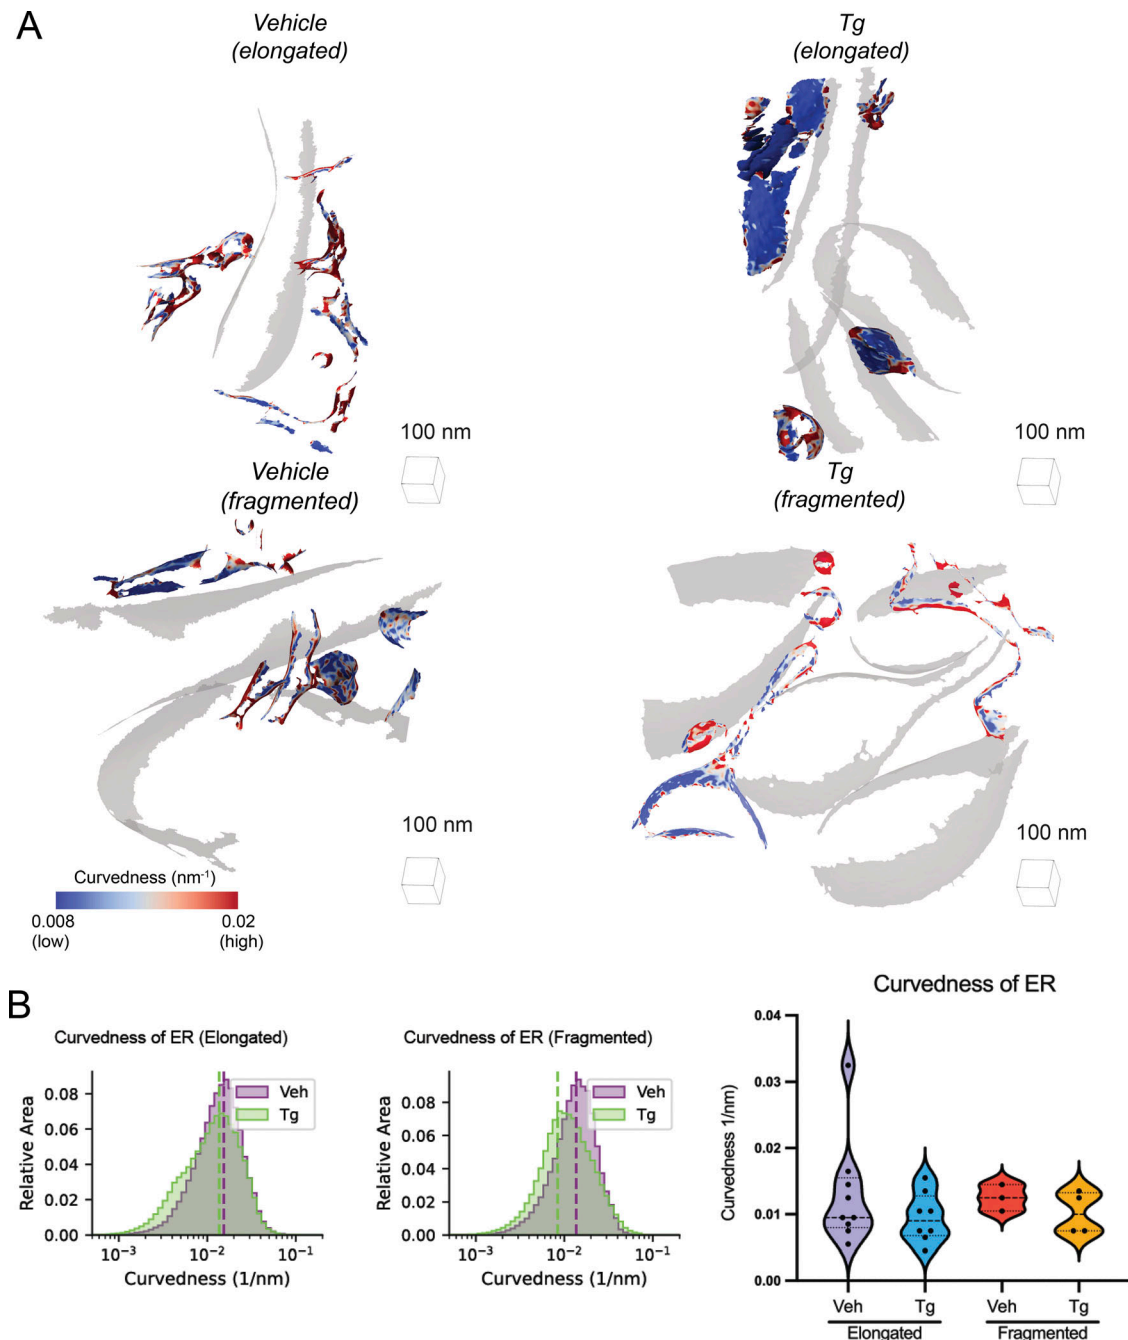 A
Vehicle
(elongated)
Tg
(elongated)
100 nm
100 nm
Vehicle
(fragmented)
Tg
(fragmented)
100 nm
100 nm
Curvedness (nm⁻¹)
0.008
(low)
0.02
(high)
B
Curvedness of ER (Elongated)
Relative Area
0.08
0.06
0.04
0.02
0.00
Veh
Tg
10⁻³
10⁻²
10⁻¹
Curvedness (1/nm)
Curvedness of ER (Fragmented)
Relative Area
0.08
0.06
0.04
0.02
0.00
Veh
Tg
10⁻³
10⁻²
10⁻¹
Curvedness (1/nm)
Curvedness of ER
Curvedness 1/nm)
0.04
0.03
0.02
0.01
0.00
Veh
Tg
Veh
Tg
Elongated
Fragmented